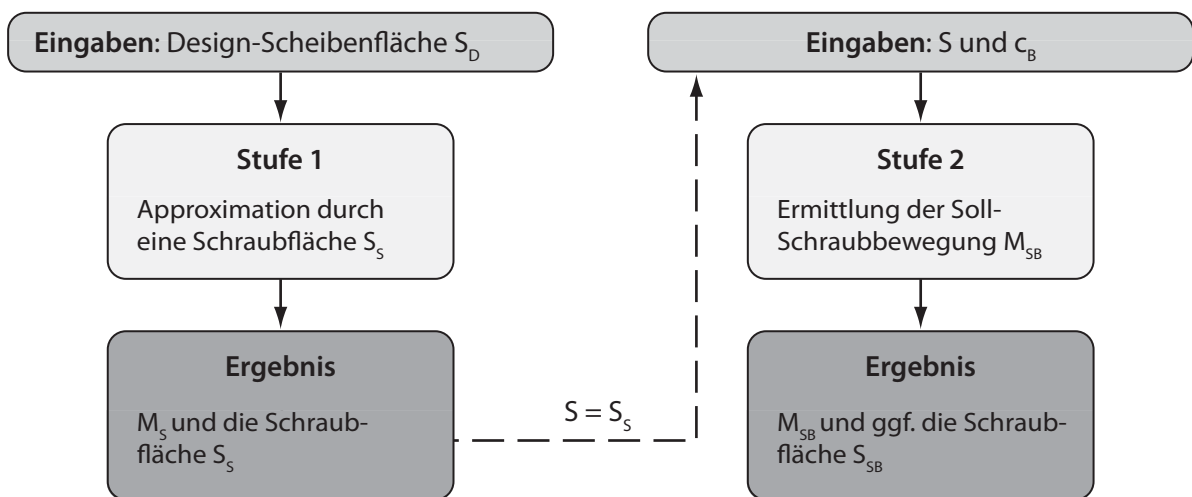 Eingaben: Design-Scheibenfläche S_D
Stufe 1
Approximation durch
eine Schraubfläche S_S
Ergebnis
M_S und die Schraub-
fläche S_S
S = S_S
Eingaben: S und c_B
Stufe 2
Ermittlung der Soll-
Schraubbewegung M_SB
Ergebnis
M_SB und ggf. die Schraub-
fläche S_SB